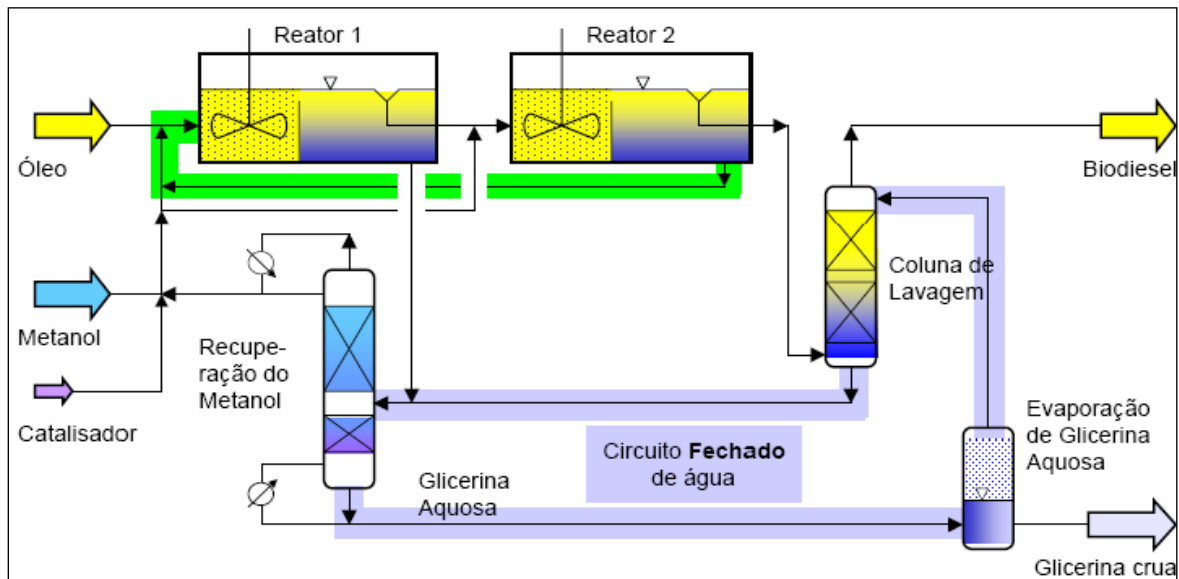 Reator 1
Reator 2
Óleo
Biodiesel
Coluna de
Lavagem
Metanol
Recupe-
ração do
Metanol
Catalisador
Evaporação
de Glicerina
Aquosa
Circuito Fechado
de água
Glicerina
Aquosa
Glicerina crua